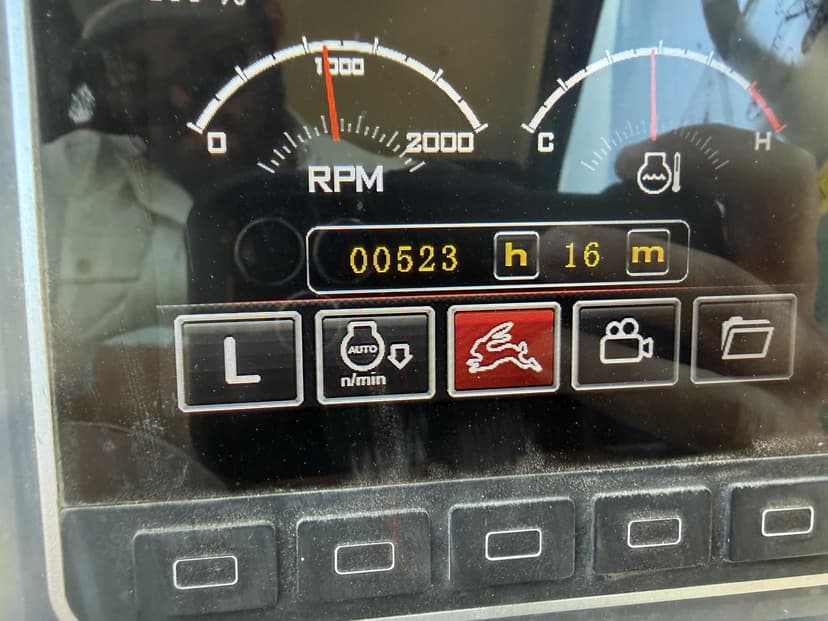 %
1000
0 2000 C H
RPM
00523 h 16 m
L AUTO
n/min